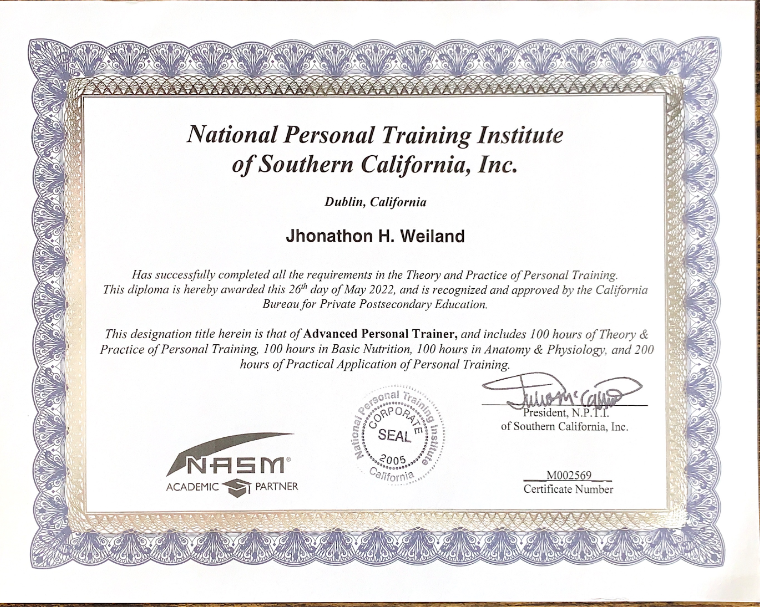 National Personal Training Institute
of Southern California, Inc.
Dublin, California
Jhonathon H. Weiland
Has successfully completed all the requirements in the Theory and Practice of Personal Training.
This diploma is hereby awarded this 26th day of May 2022, and is recognized and approved by the California
Bureau for Private Postsecondary Education.
This designation title herein is that of Advanced Personal Trainer, and includes 100 hours of Theory &
Practice of Personal Training, 100 hours in Basic Nutrition, 100 hours in Anatomy & Physiology, and 200
hours of Practical Application of Personal Training.
President, N.P.T.I.
of Southern California, Inc.
National Personal Training Institute
CORPORATE
SEAL
2005
California
NASM®
ACADEMIC PARTNER
M002569
Certificate Number